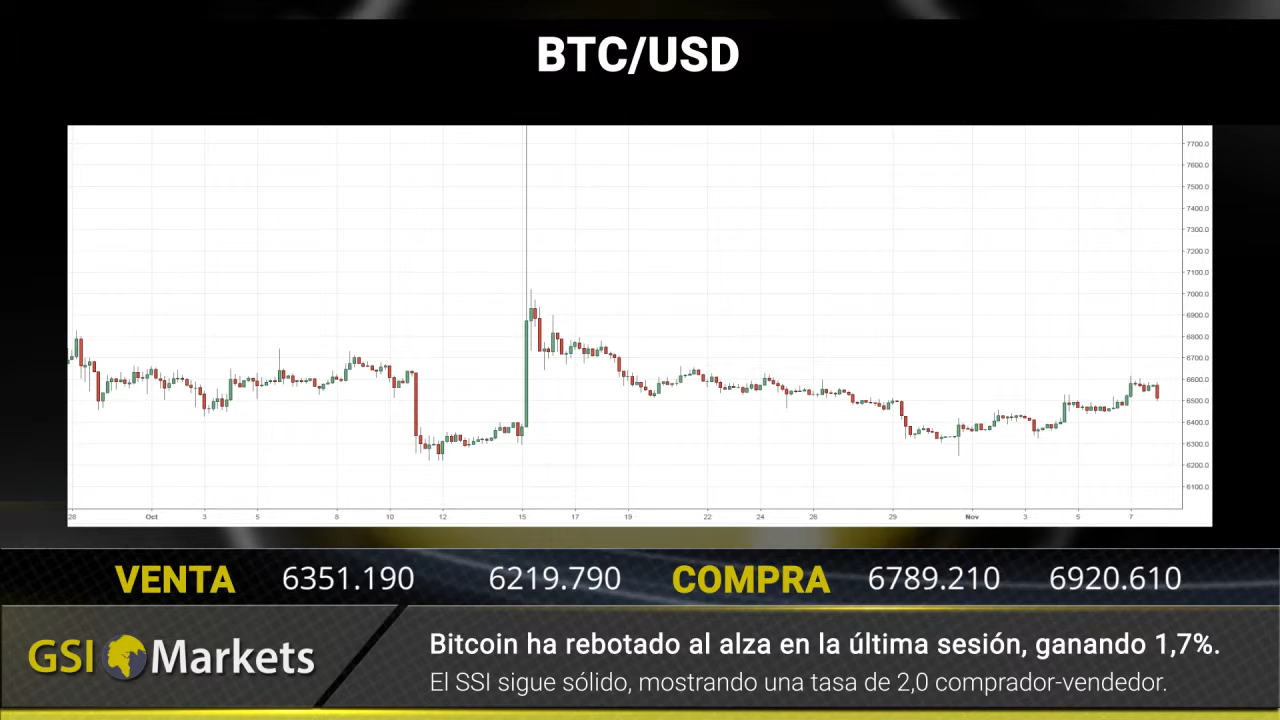 BTC/USD
7700.0
7600.0
7500.0
7400.0
7300.0
7200.0
7100.0
7000.0
6900.0
6800.0
6700.0
6600.0
6500.0
6400.0
6300.0
6200.0
6100.0
28 Oct 3 5 8 10 12 15 17 19 22 24 26 29 Nov 3 5 7
VENTA 6351.190 6219.790 COMPRA 6789.210 6920.610
GSI Markets
Bitcoin ha rebotado al alza en la última sesión, ganando 1,7%.
El SSI sigue sólido, mostrando una tasa de 2,0 comprador-vendedor.